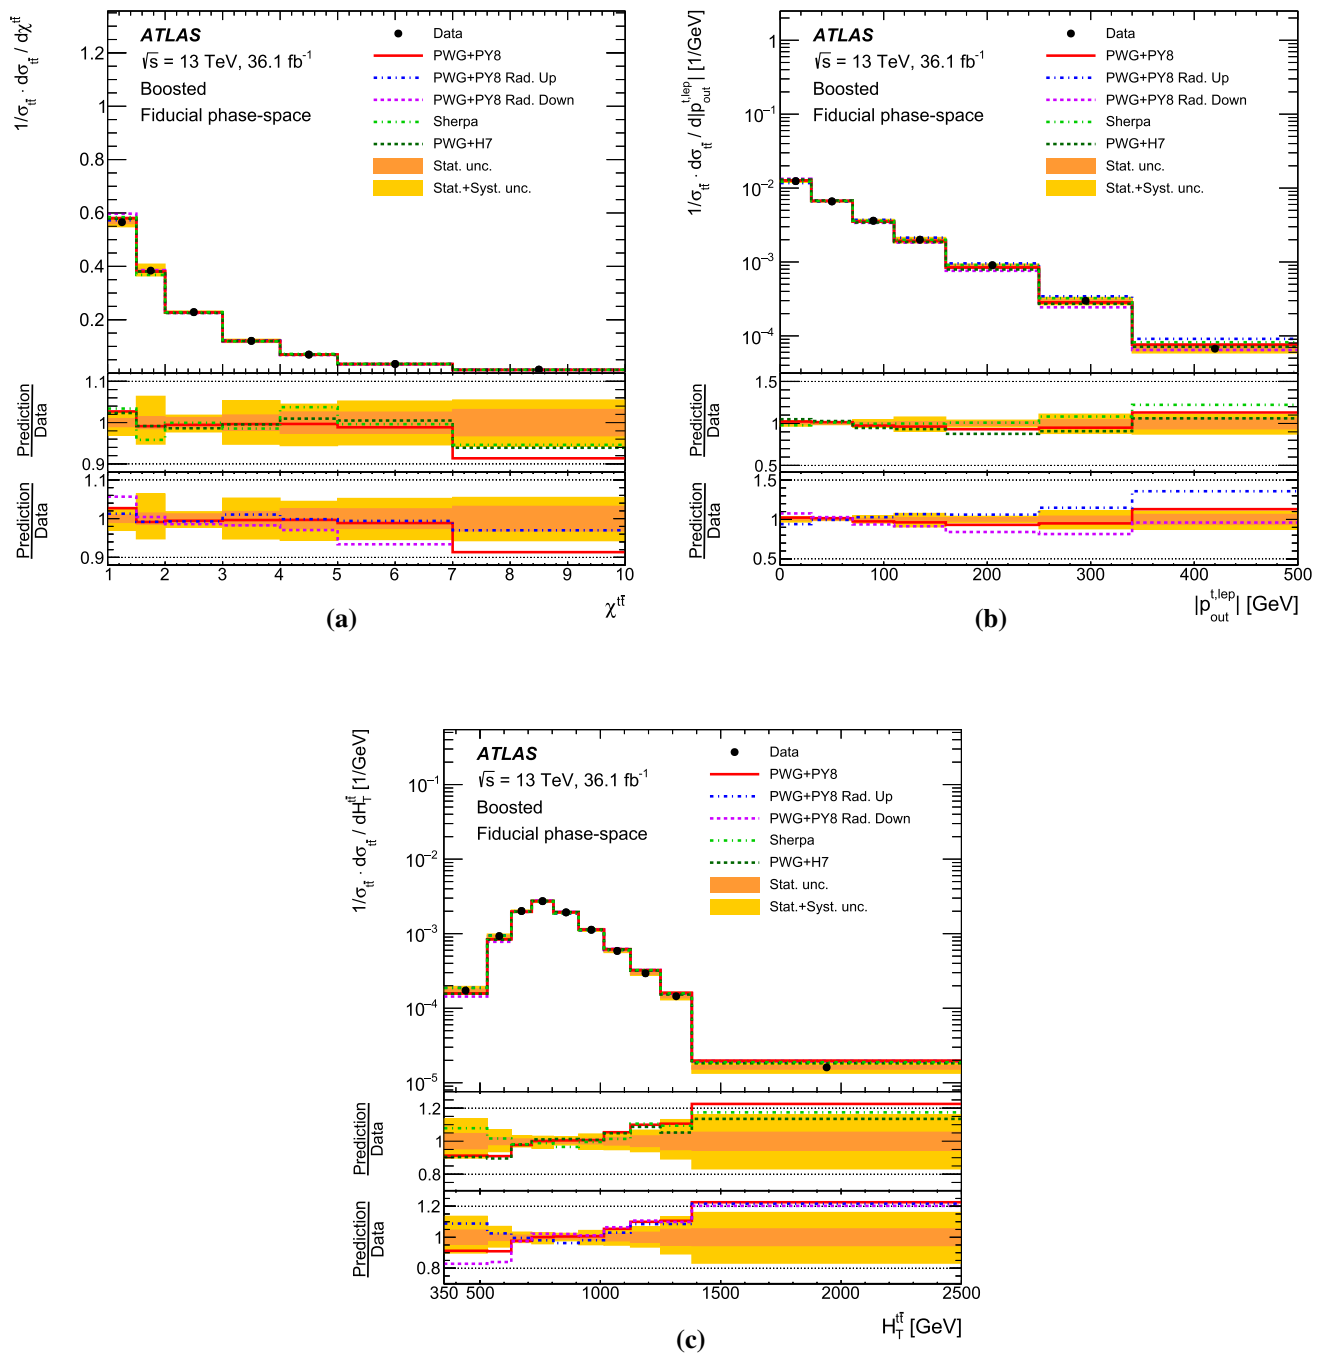 1/σtt̄ · dσtt̄ / dχtt̄
1
0.8
0.6
0.4
0.2
ATLAS
√s = 13 TeV, 36.1 fb-1
Boosted
Fiducial phase-space
Data
PWG+PY8
PWG+PY8 Rad. Up
PWG+PY8 Rad. Down
Sherpa
PWG+H7
Stat. unc.
Stat.+Syst. unc.
Prediction
Data
1.1
1
0.9
Prediction
Data
1.1
1
0.9
1 2 3 4 5 6 7 8 9 10
χtt̄
(a)
1/σtt̄ · dσtt̄ / d|pt,lepout| [1/GeV]
1
10−1
10−2
10−3
10−4
ATLAS
√s = 13 TeV, 36.1 fb-1
Boosted
Fiducial phase-space
Data
PWG+PY8
PWG+PY8 Rad. Up
PWG+PY8 Rad. Down
Sherpa
PWG+H7
Stat. unc.
Stat.+Syst. unc.
Prediction
Data
1.5
1
0.5
Prediction
Data
1.5
1
0.5
0 100 200 300 400 500
|pt,lepout| [GeV]
(b)
1/σtt̄ · dσtt̄ / dHtt̄T [1/GeV]
10−1
10−2
10−3
10−4
10−5
ATLAS
√s = 13 TeV, 36.1 fb-1
Boosted
Fiducial phase-space
Data
PWG+PY8
PWG+PY8 Rad. Up
PWG+PY8 Rad. Down
Sherpa
PWG+H7
Stat. unc.
Stat.+Syst. unc.
Prediction
Data
1.2
1
0.8
Prediction
Data
1.2
1
0.8
350 500 1000 1500 2000 2500
Htt̄T [GeV]
(c)